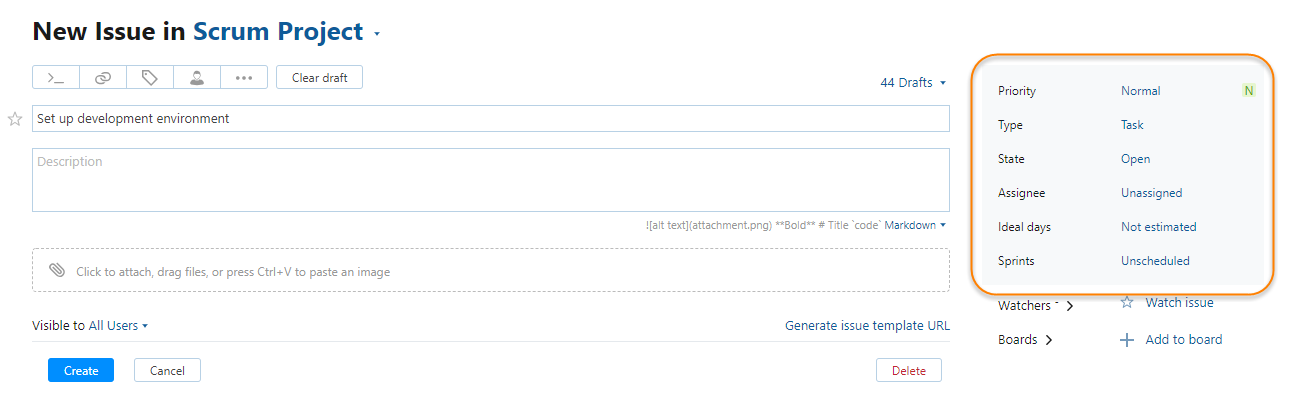 New Issue in Scrum Project
Clear draft
44 Drafts
Set up development environment
Description
![alt text](attachment.png) **Bold** # Title `code` Markdown
Click to attach, drag files, or press Ctrl+V to paste an image
Visible to All Users
Generate issue template URL
Create
Cancel
Delete
Priority Normal N
Type Task
State Open
Assignee Unassigned
Ideal days Not estimated
Sprints Unscheduled
Watchers Watch issue
Boards Add to board